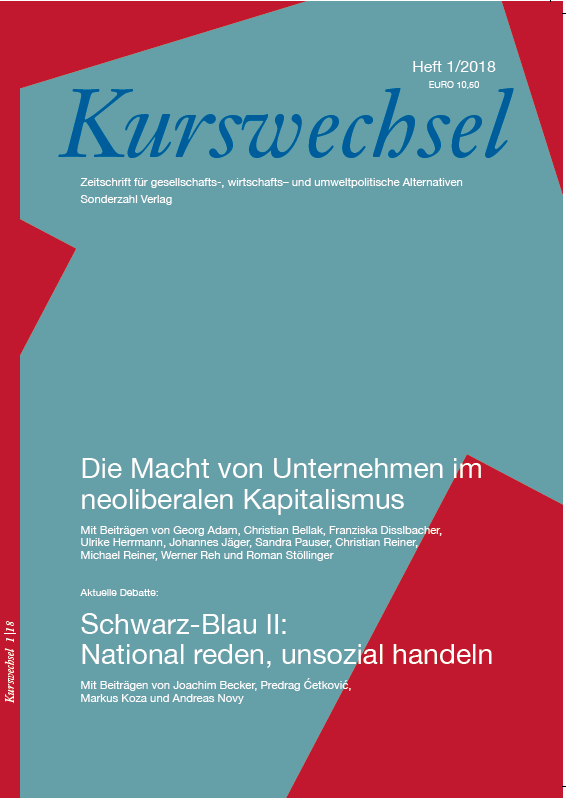 Heft 1/2018
EuRO 10,60
Kurswechsel
Zeitschrift für gesellschafts-, wirtschafts– und umweltpolitische Alternativen
Sonderzahl Verlag
Die Macht von Unternehmen im
neoliberalen Kapitalismus
Mit Beiträgen von Georg Adam, Christian Bellak, Franziska Disslbacher,
Ulrike Herrmann, Johannes Jäger, Sandra Pauser, Christian Reiner,
Michael Reiner, Werner Reh und Roman Stöllinger
Aktuelle Debatte:
Schwarz-Blau II:
National reden, unsozial handeln
Mit Beiträgen von Joachim Becker, Predrag Ćetković,
Markus Koza und Andreas Novy
Kurswechsel 1|18